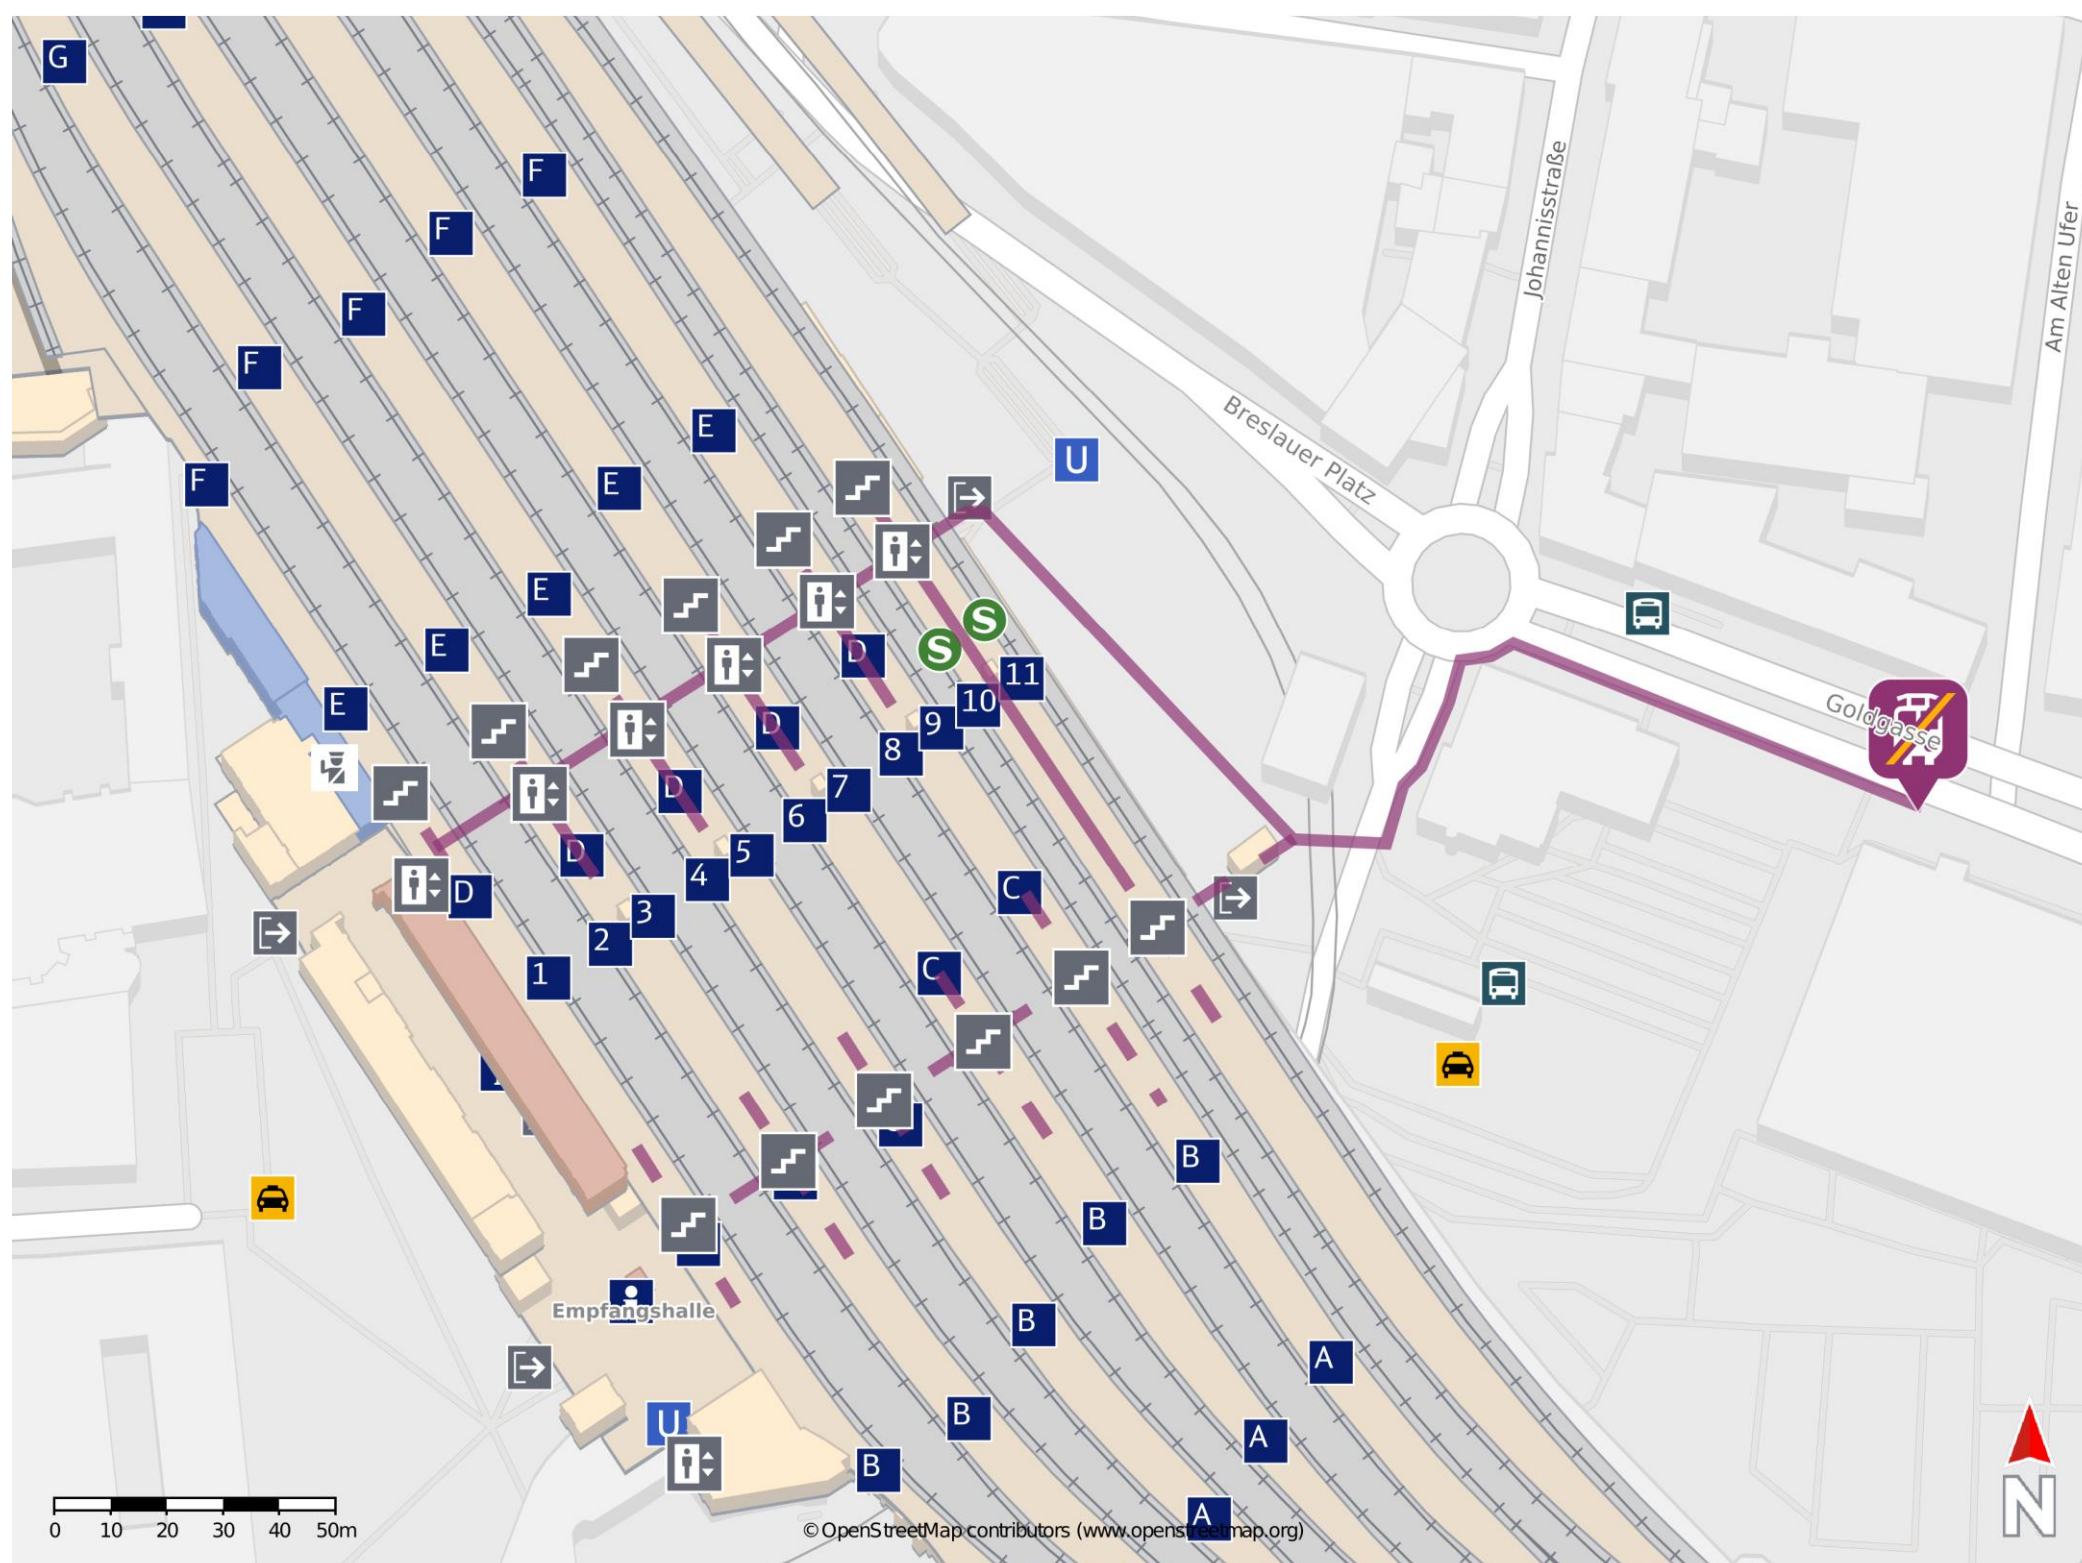 G
F
F
Johannisstraße
Am Alten Ufer
F
F
F
Breslauer Platz
E
U
E
E
E
E
D
S
S
11
10
9
8
D
7
6
D
5
4
D
3
2
1
D
Goldgasse
C
C
B
B
B
B
B
A
A
A
Empfangshalle
U
N
0 10 20 30 40 50m
© OpenStreetMap contributors (www.openstreetmap.org)